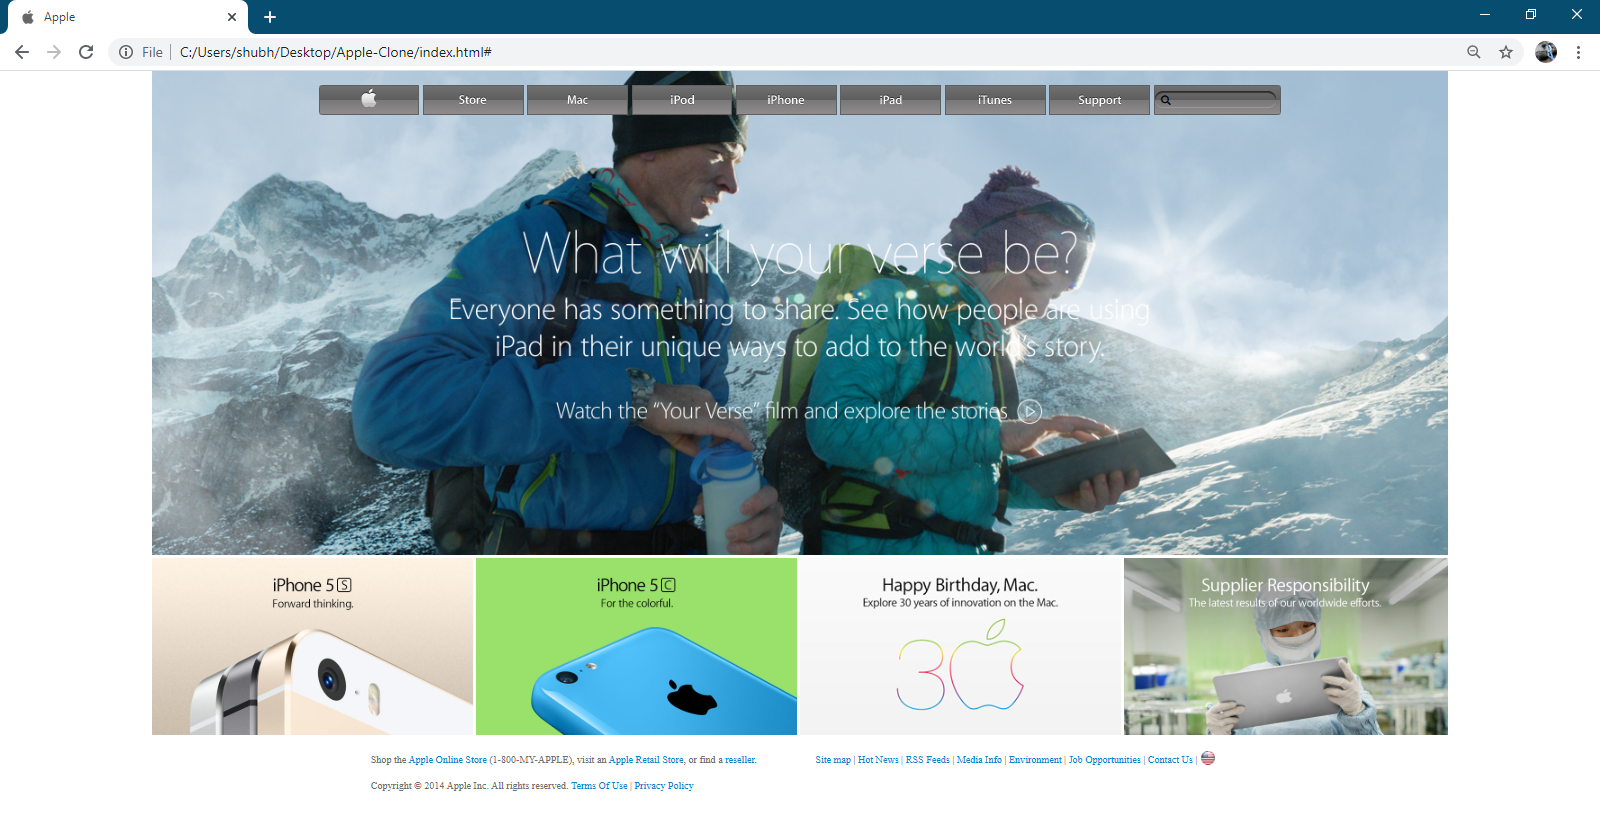 Apple
File
C:/Users/shubh/Desktop/Apple-Clone/index.html#
Store Mac iPod iPhone iPad iTunes Support
What will your verse be?
Everyone has something to share. See how people are using
iPad in their unique ways to add to the world's story.
Watch the “Your Verse” film and explore the stories
iPhone 5S
Forward thinking.
iPhone 5C
For the colorful.
Happy Birthday, Mac.
Explore 30 years of innovation on the Mac.
30
Supplier Responsibility
The latest results of our worldwide efforts.
Shop the Apple Online Store (1-800-MY-APPLE), visit an Apple Retail Store, or find a reseller.
Site map | Hot News | RSS Feeds | Media Info | Environment | Job Opportunities | Contact Us |
Copyright © 2014 Apple Inc. All rights reserved. Terms Of Use | Privacy Policy